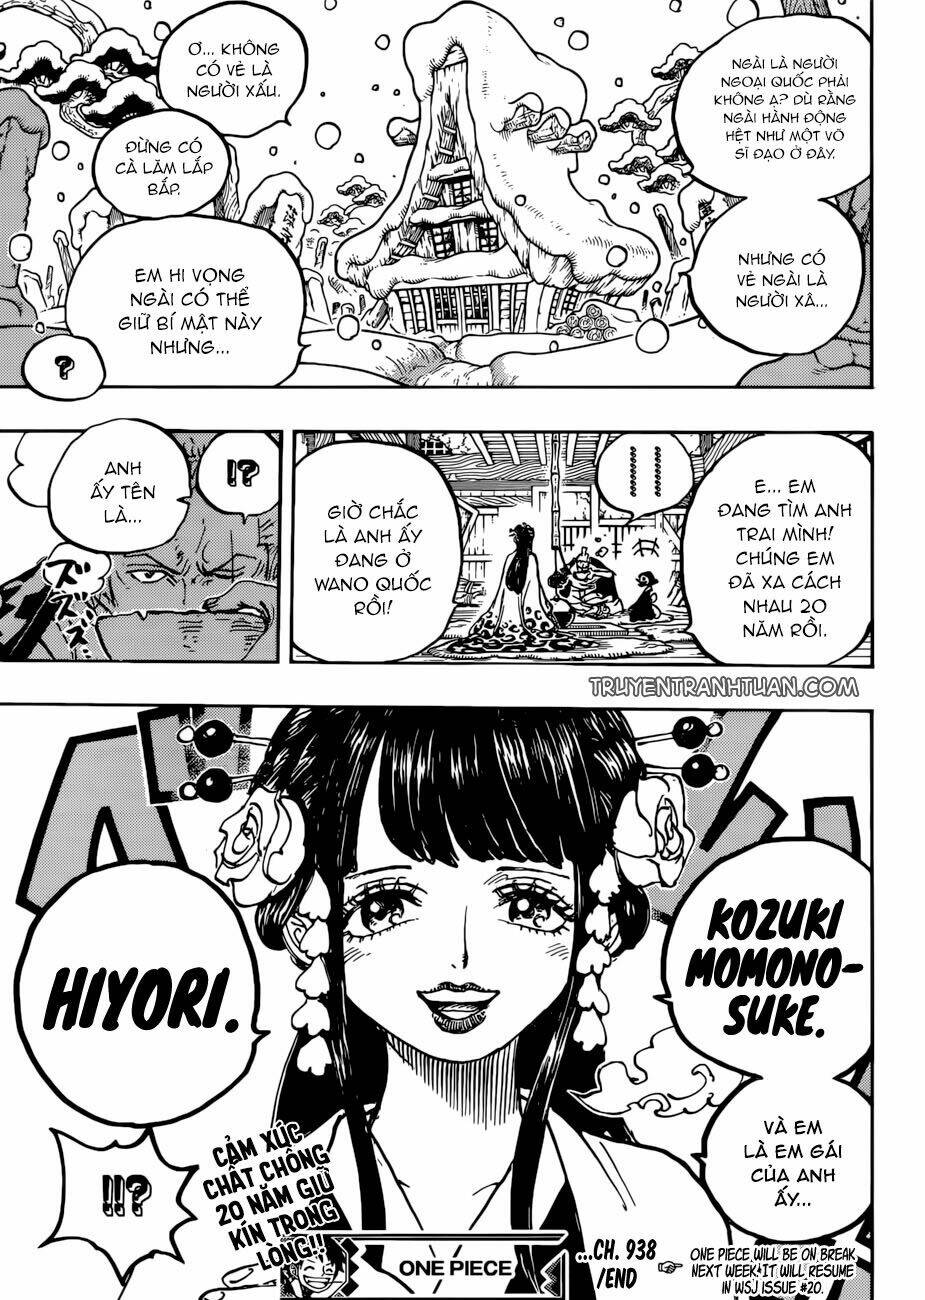 NGÀI LÀ NGƯỜI
NGOẠI QUỐC PHẢI
KHÔNG Ạ? DÙ RẰNG
NGÀI HÀNH ĐỘNG
HỆT NHƯ MỘT VÕ
SĨ ĐẠO Ở ĐÂY.
NHƯNG CÓ
VẺ NGÀI LÀ
NGƯỜI XÂ...
Ơ... KHÔNG
CÓ VẺ LÀ
NGƯỜI XẤU.
ĐỪNG CÓ
CÀ LĂM LẮP
BẮP.
EM HI VỌNG
NGÀI CÓ THỂ
GIỮ BÍ MẬT NÀY
NHƯNG...
?
E... EM
ĐANG TÌM ANH
TRAI MÌNH!
CHÚNG EM
ĐÃ XA CÁCH
NHAU 20
NĂM RỒI.
GIỜ CHẮC
LÀ ANH ẤY
ĐANG Ở
WANO QUỐC
RỒI!
!?
ANH
ẤY TÊN
LÀ...
TRUYENTRANHTUAN.COM
KOZUKI
MOMONO-
SUKE.
VÀ EM
LÀ EM GÁI
CỦA ANH
ẤY...
HIYORI.
!!?
CẢM XÚC
CHẤT CHỒNG
20 NĂM GIỮ
KÍN TRONG
LÒNG!!
ONE PIECE
...CH. 938
/END
☞ ONE PIECE WILL BE ON BREAK
NEXT WEEK. IT WILL RESUME
IN WSJ ISSUE #20.